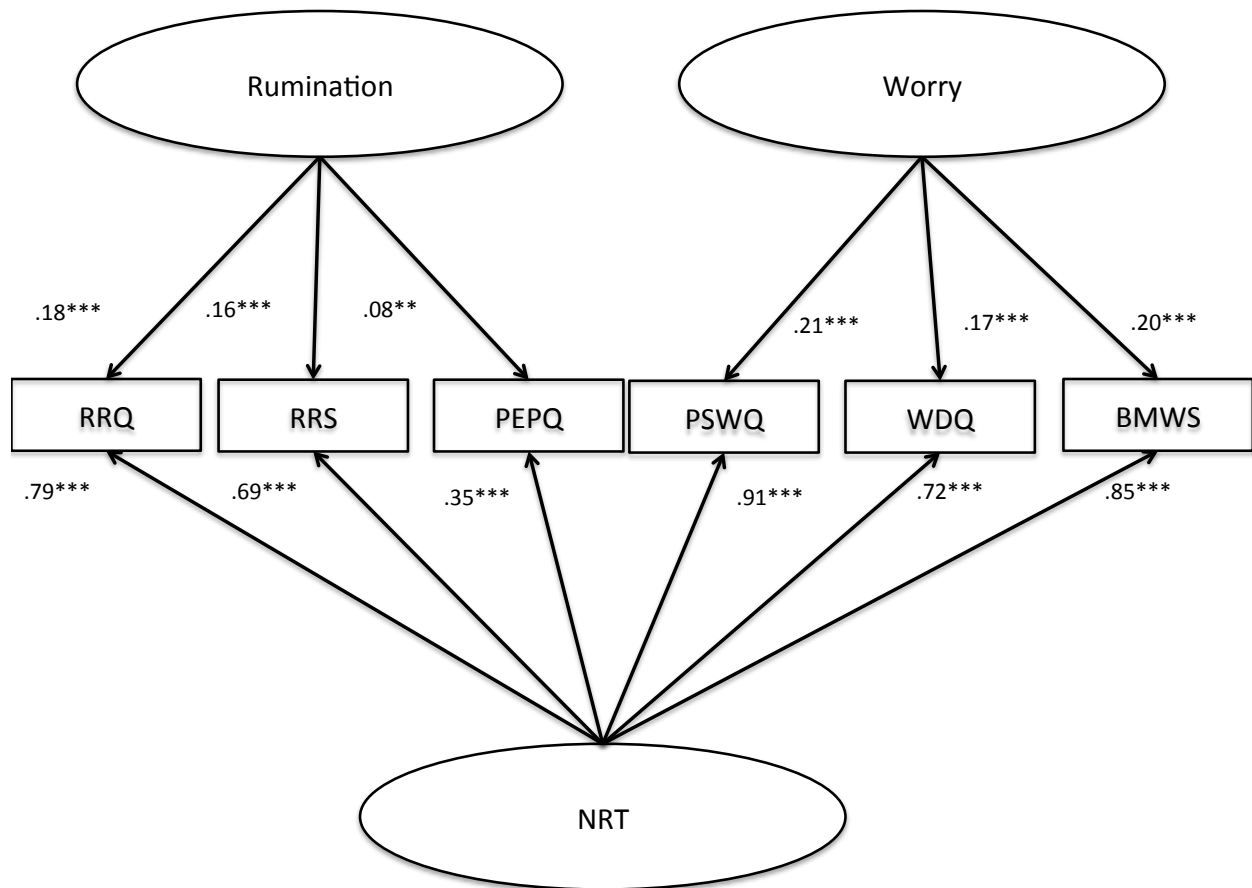 Rumination Worry
.18*** .16*** .08** .21*** .17*** .20***
RRQ RRS PEPQ PSWQ WDQ BMWS
.79*** .69*** .35*** .91*** .72*** .85***
NRT